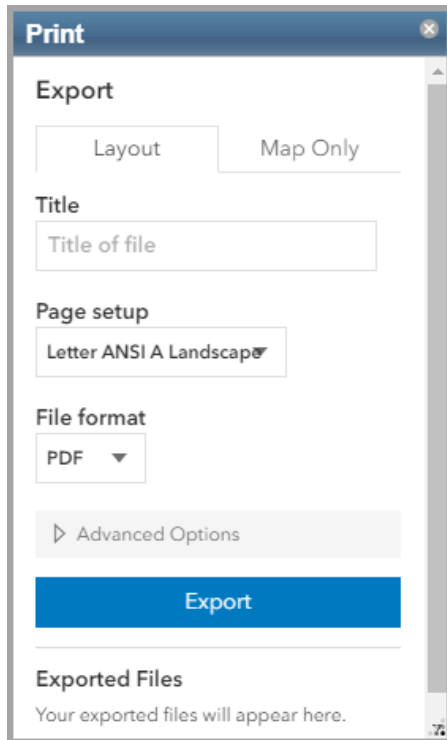 Print
Export
Layout Map Only
Title
Title of file
Page setup
Letter ANSI A Landscape
File format
PDF
Advanced Options
Export
Exported Files
Your exported files will appear here.